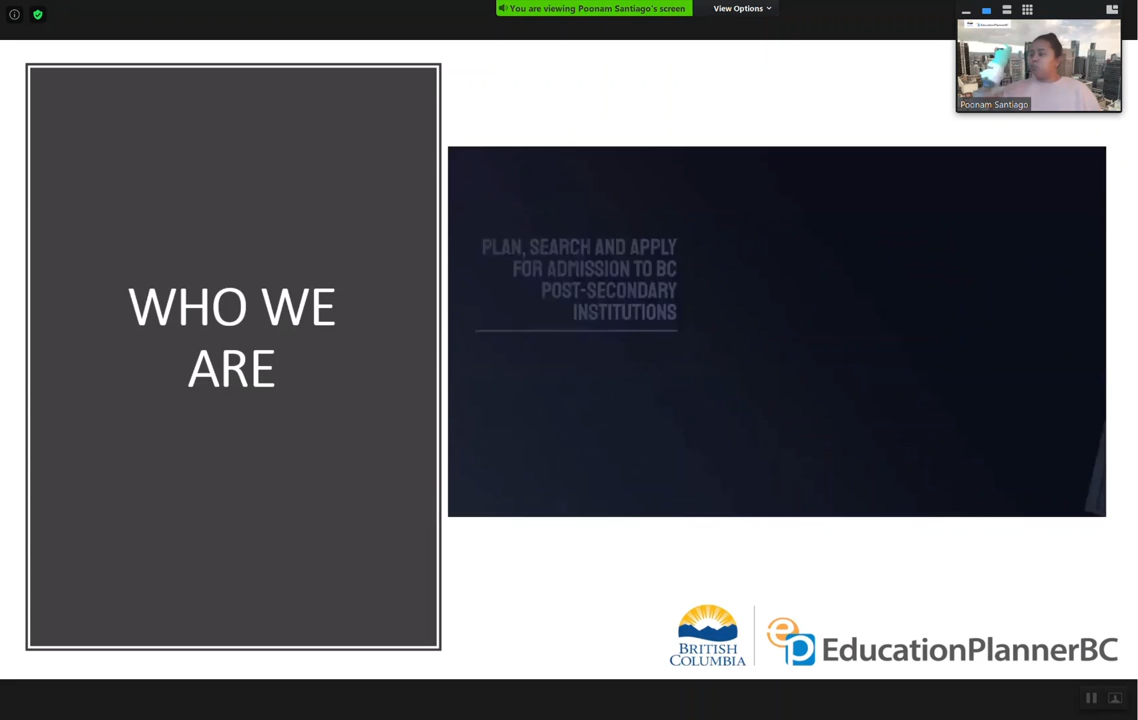 You are viewing Poonam Santiago's screen
View Options
Poonam Santiago
WHO WE
ARE
PLAN, SEARCH AND APPLY
FOR ADMISSION TO BC
POST-SECONDARY
INSTITUTIONS
BRITISH
COLUMBIA
ep EducationPlannerBC